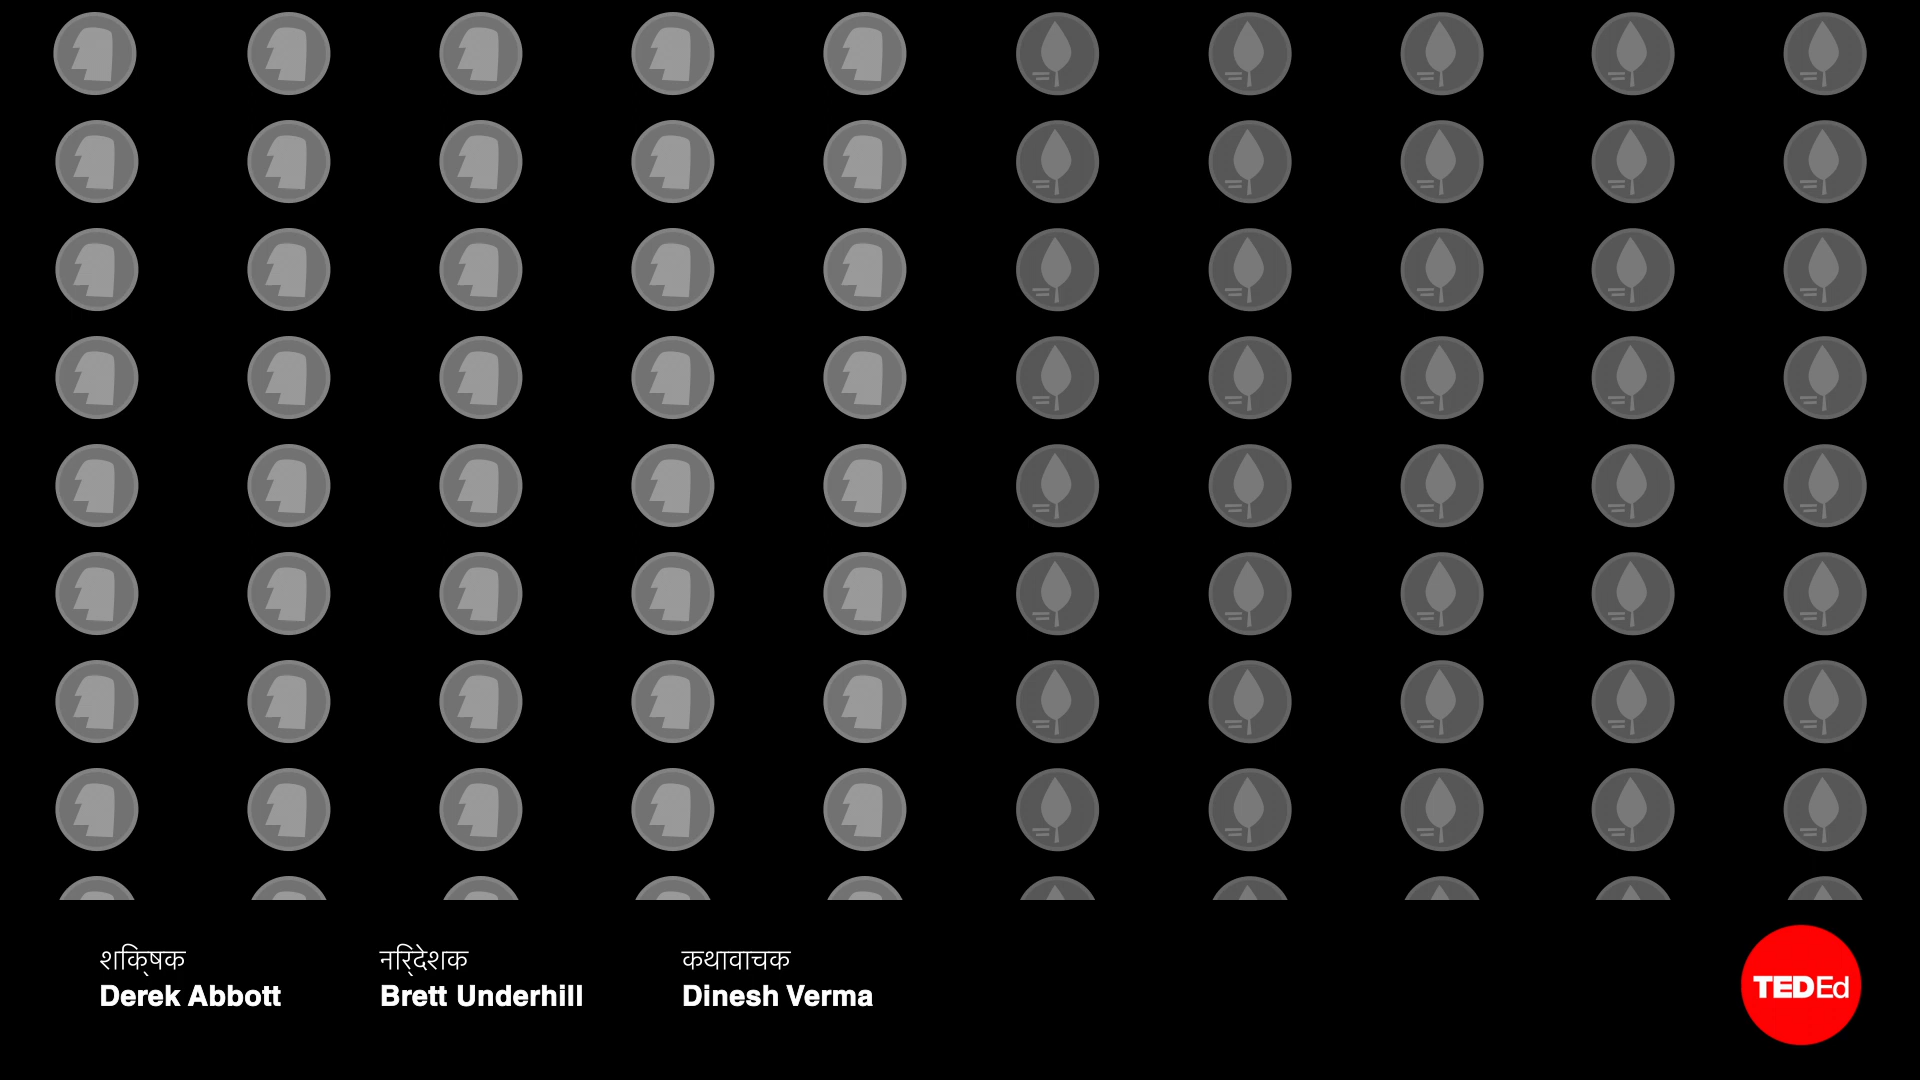 शिक्षक
Derek Abbott
निर्देशक
Brett Underhill
कथावाचक
Dinesh Verma
TEDEd